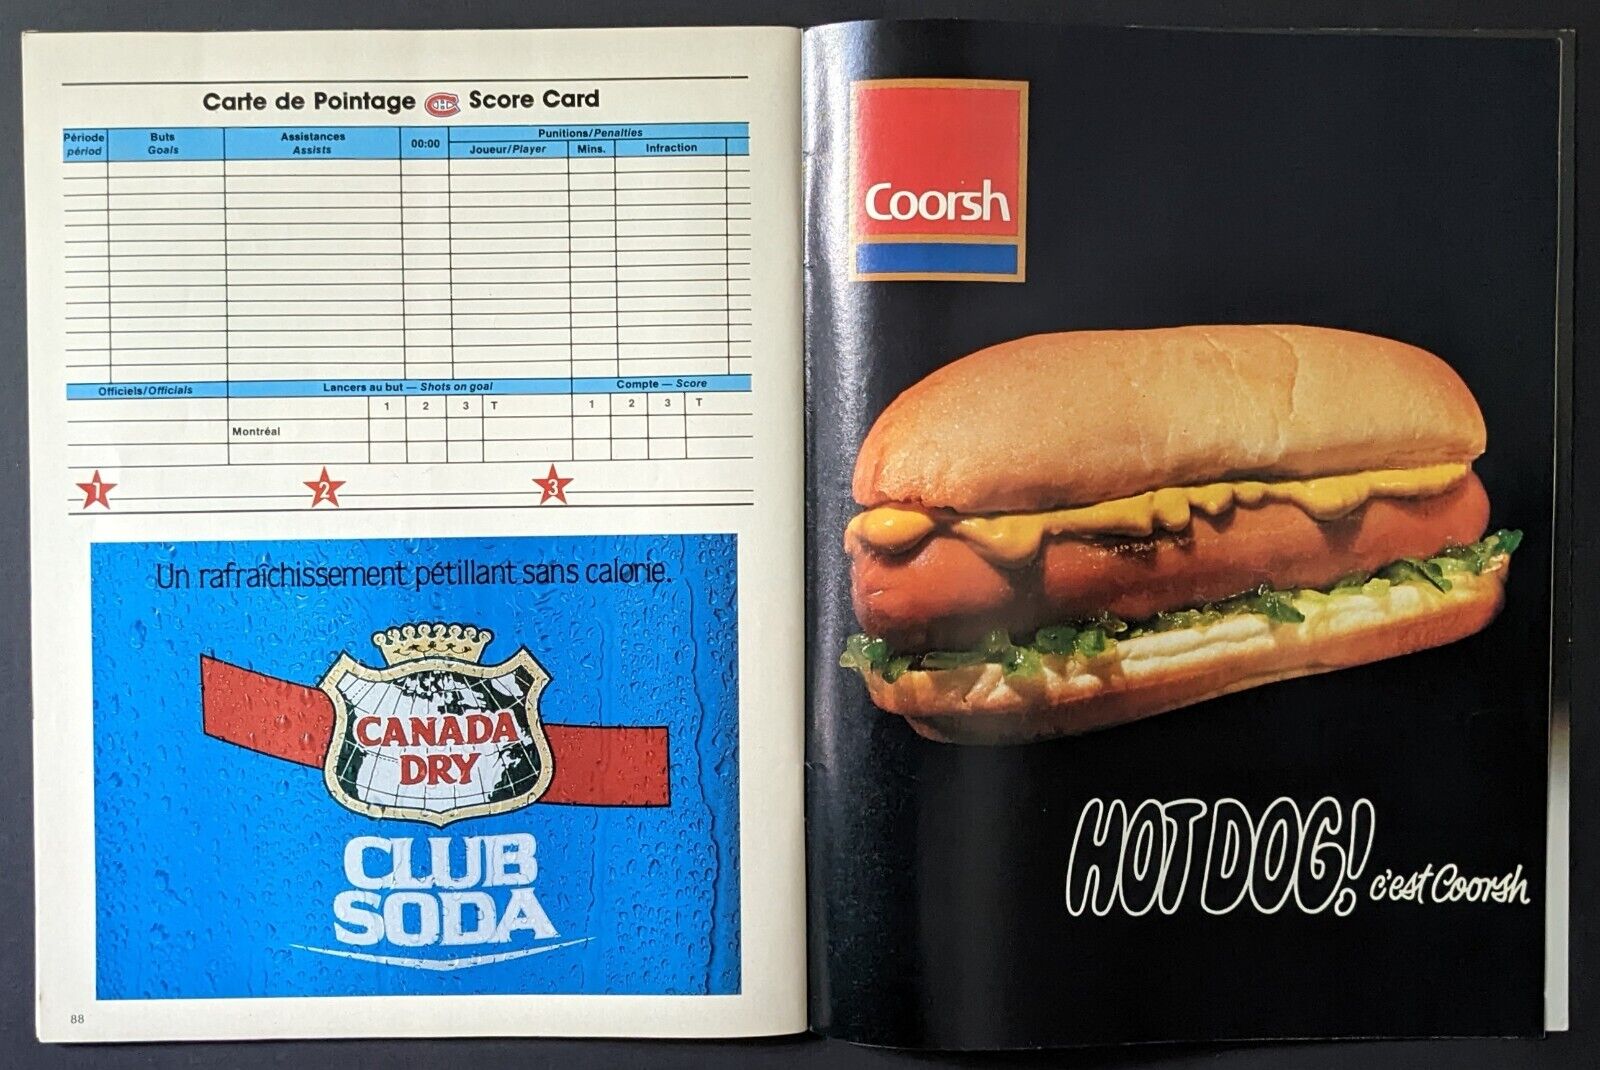 Carte de Pointage CH Score Card
Période
périod
Buts
Goals
Assistances
Assists
00:00
Punitions/Penalties
Joueur/Player
Mins.
Infraction
Officiels/Officials
Lancers au but — Shots on goal
Compte — Score
1 2 3 T
1 2 3 T
Montréal
1 2 3
Un rafraîchissement pétillant sans calorie.
CANADA
DRY
CLUB
SODA
88
Coorsh
HOT DOG! c'est Coorsh